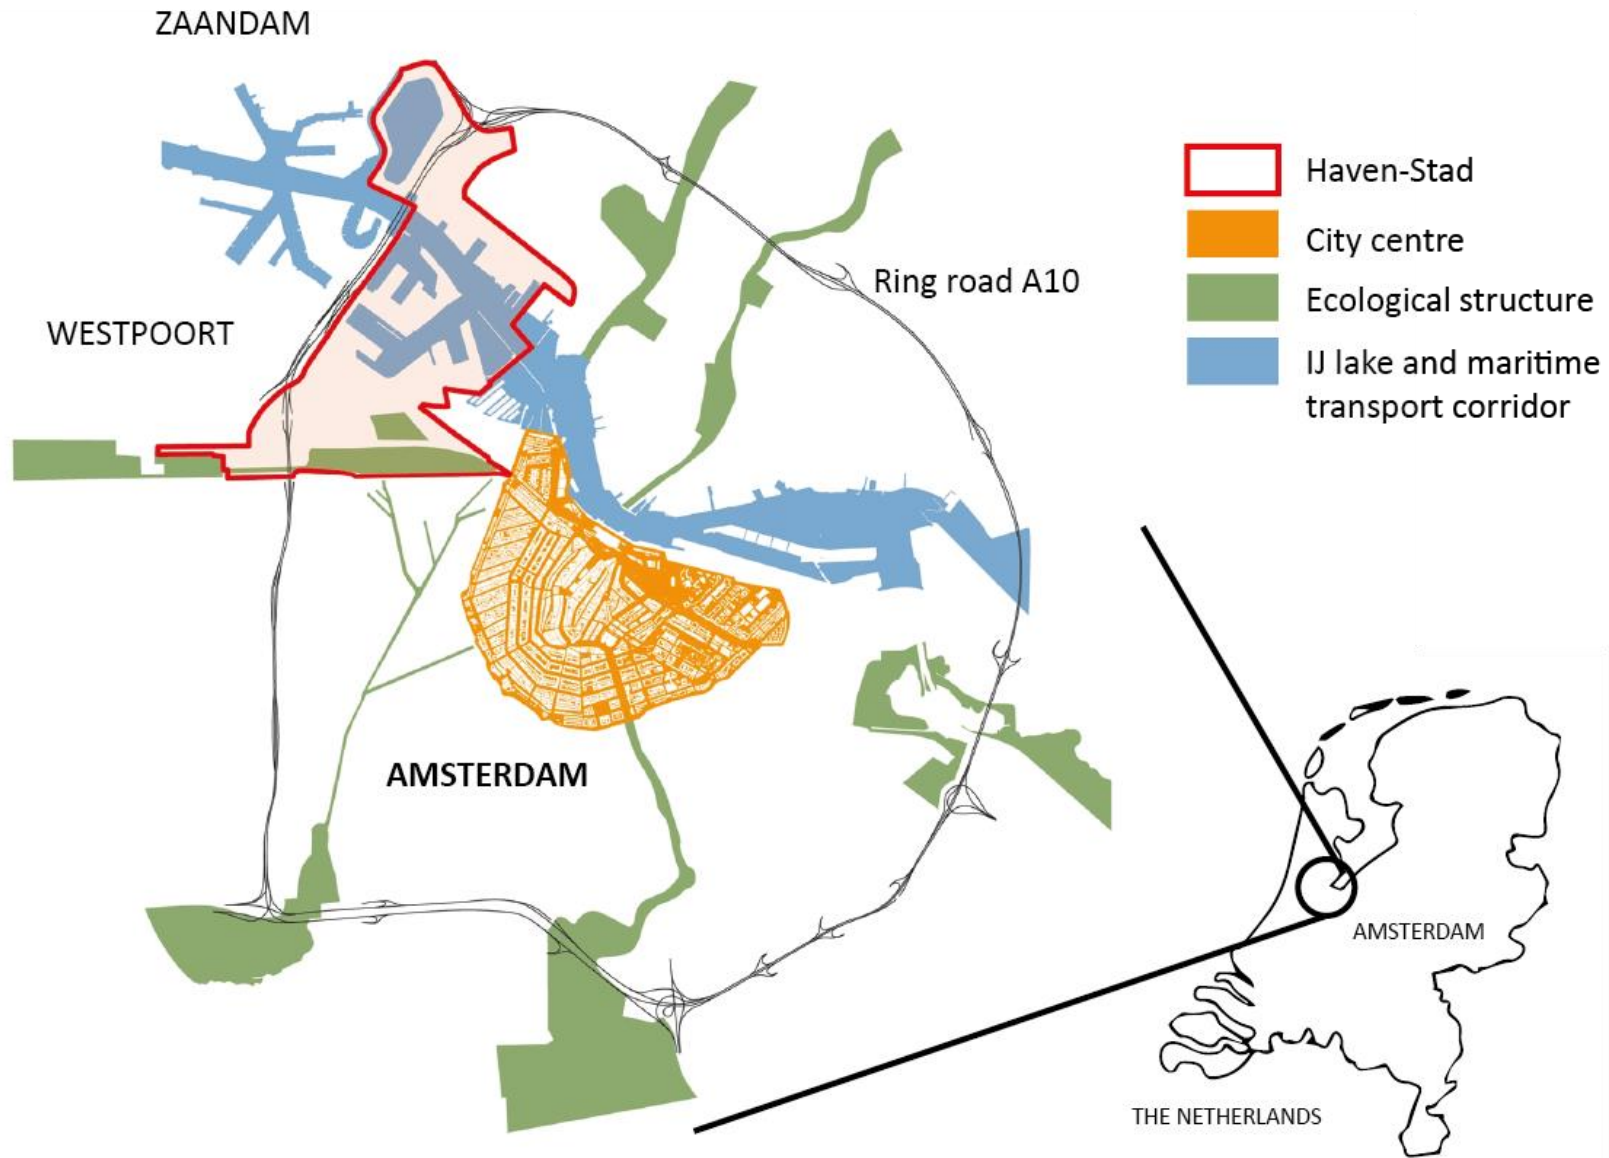 ZAANDAM
Haven-Stad
City centre
Ring road A10
Ecological structure
WESTPOORT
IJ lake and maritime
transport corridor
AMSTERDAM
AMSTERDAM
THE NETHERLANDS